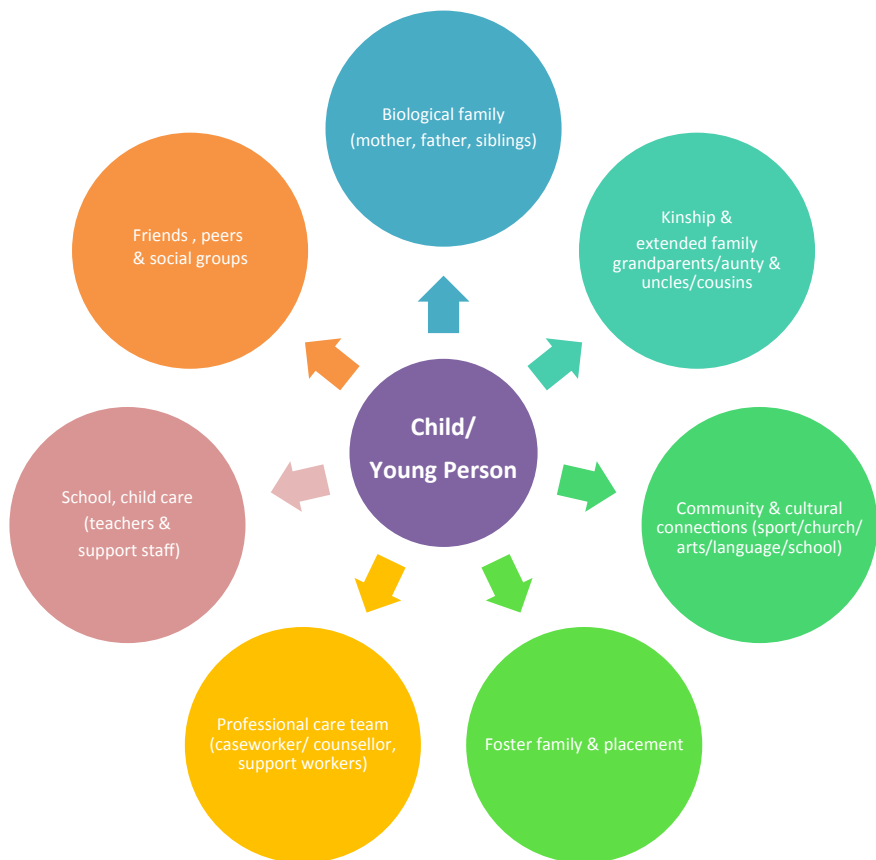 Biological family
(mother, father, siblings)
Kinship &
extended family
grandparents/aunty &
uncles/cousins
Community & cultural
connections (sport/church/
arts/language/school)
Foster family & placement
Professional care team
(caseworker/ counsellor,
support workers)
School, child care
(teachers &
support staff)
Friends , peers
& social groups
Child/
Young Person